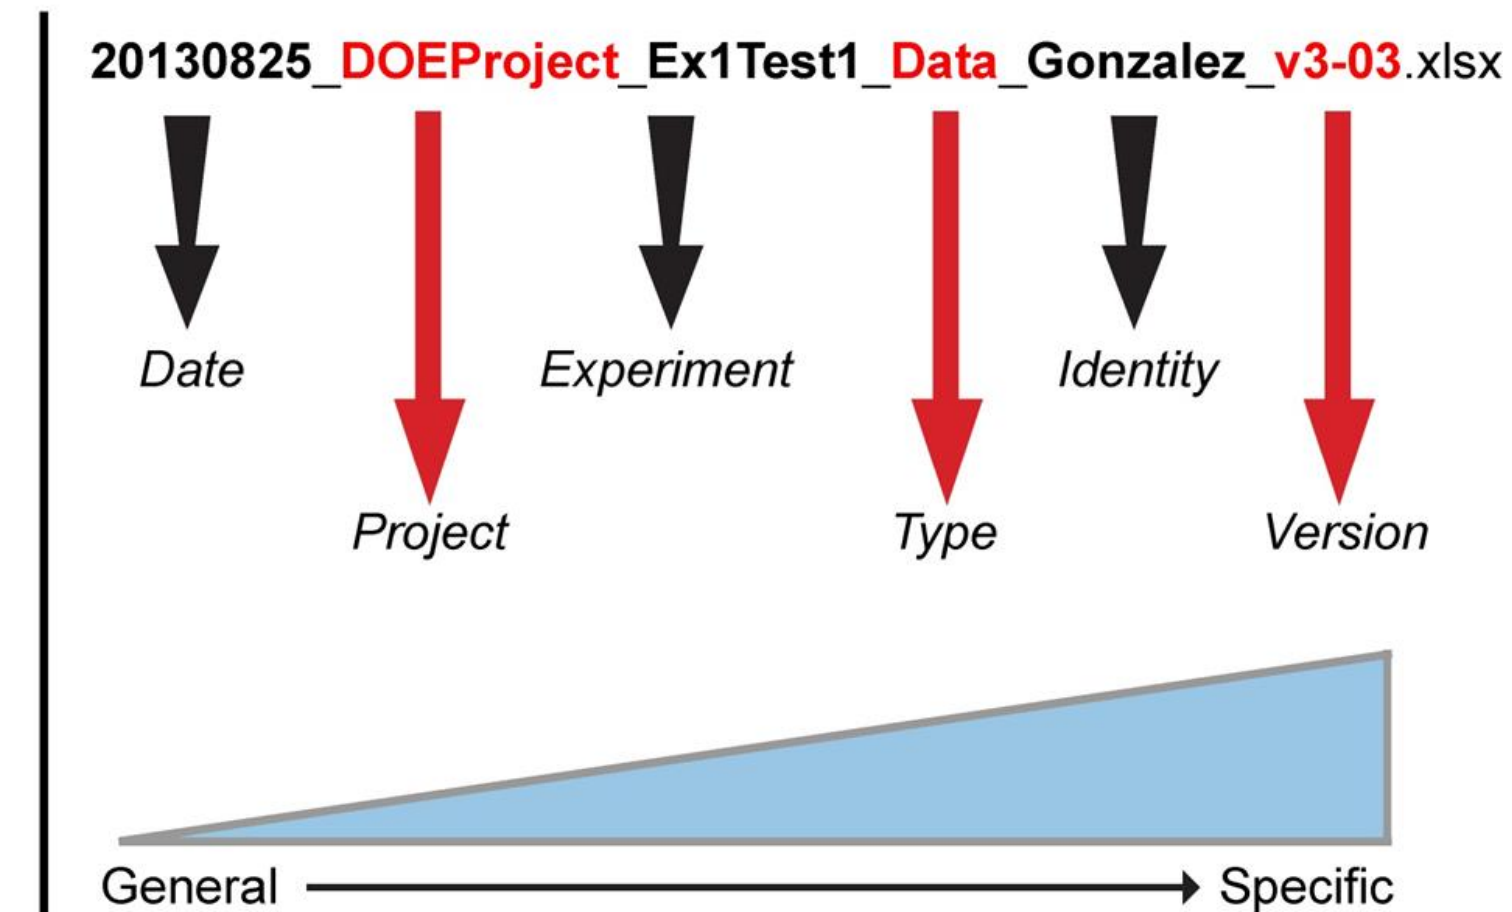 20130825_DOEProject_Ex1Test1_Data_Gonzalez_v3-03.xlsx
Date Experiment Identity
Project Type Version
General Specific